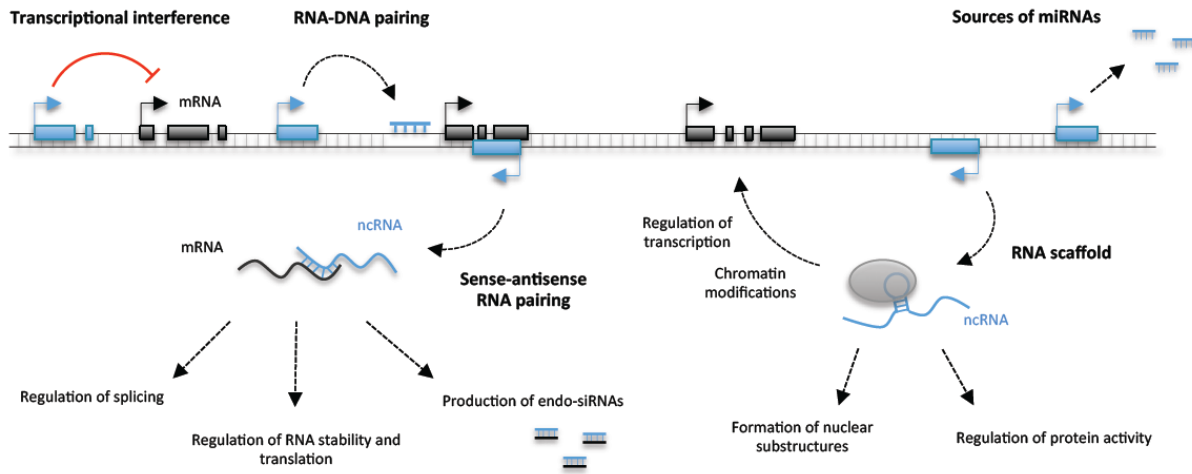 Transcriptional interference
RNA-DNA pairing
Sources of miRNAs
mRNA
mRNA
ncRNA
Sense-antisense
RNA pairing
Regulation of
transcription
Chromatin
modifications
RNA scaffold
ncRNA
Regulation of splicing
Regulation of RNA stability and
translation
Production of endo-siRNAs
Formation of nuclear
substructures
Regulation of protein activity